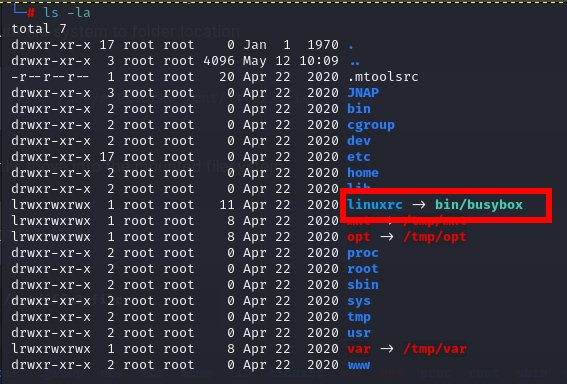 # ls -la
total 7
drwxr-xr-x 17 root root    0 Jan  1  1970 .
drwxr-xr-x  3 root root 4096 May 12 10:09 ..
-r--r--r--  1 root root   20 Apr 22  2020 .mtoolsrc
drwxr-xr-x  3 root root    0 Apr 22  2020 JNAP
drwxr-xr-x  2 root root    0 Apr 22  2020 bin
drwxr-xr-x  2 root root    0 Apr 22  2020 cgroup
drwxr-xr-x  2 root root    0 Apr 22  2020 dev
drwxr-xr-x 17 root root    0 Apr 22  2020 etc
drwxr-xr-x  2 root root    0 Apr 22  2020 home
drwxr-xr-x  2 root root    0 Apr 22  2020 lib
lrwxrwxrwx  1 root root   11 Apr 22  2020 linuxrc → bin/busybox
lrwxrwxrwx  1 root root    8 Apr 22  2020 mnt → /tmp/mnt
lrwxrwxrwx  1 root root    8 Apr 22  2020 opt → /tmp/opt
drwxr-xr-x  2 root root    0 Apr 22  2020 proc
drwxr-xr-x  2 root root    0 Apr 22  2020 root
drwxr-xr-x  2 root root    0 Apr 22  2020 sbin
drwxr-xr-x  2 root root    0 Apr 22  2020 sys
drwxr-xr-x  2 root root    0 Apr 22  2020 tmp
drwxr-xr-x  2 root root    0 Apr 22  2020 usr
lrwxrwxrwx  1 root root    8 Apr 22  2020 var → /tmp/var
drwxr-xr-x  2 root root    0 Apr 22  2020 www